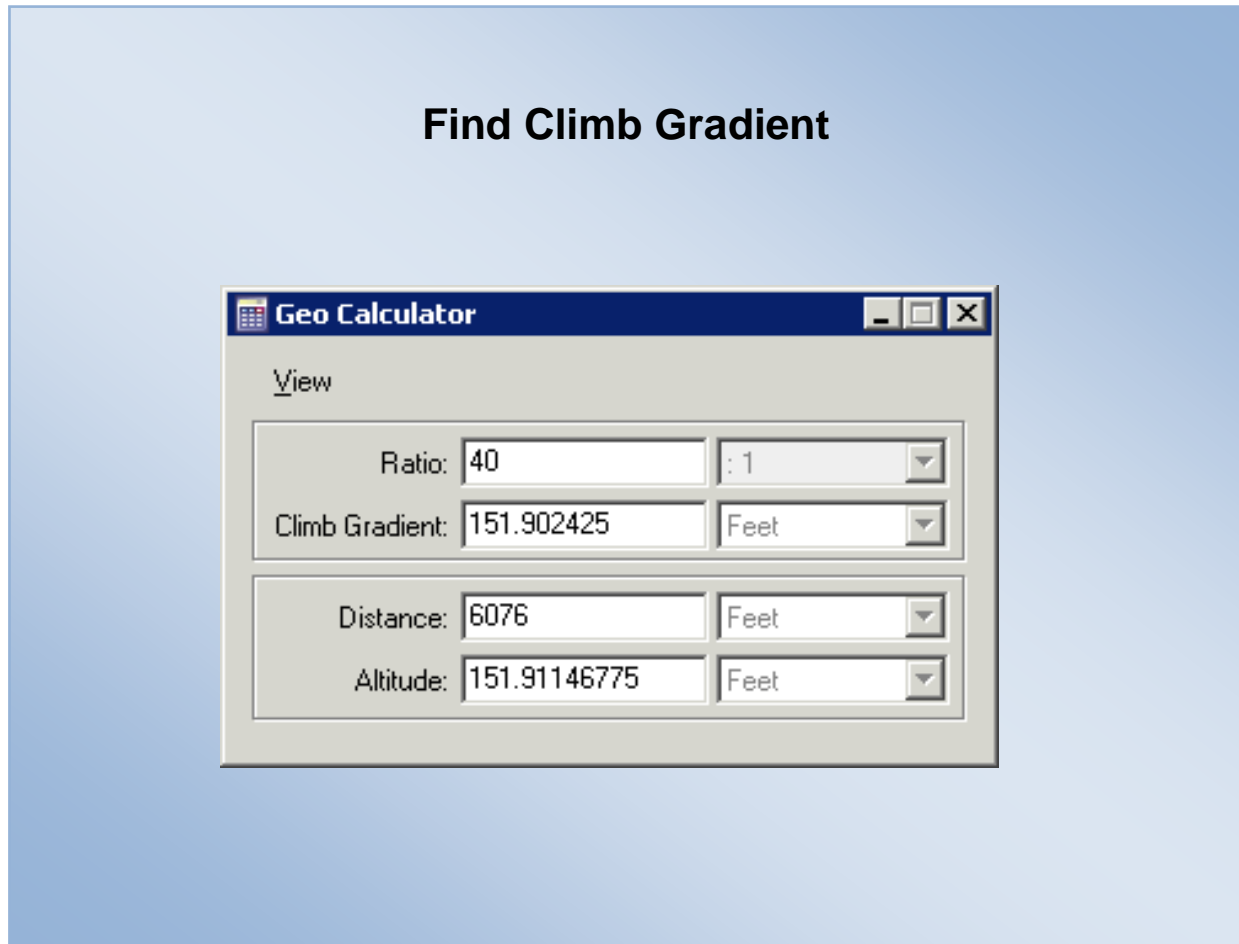 Find Climb Gradient
Geo Calculator
View
Ratio: 40 : 1
Climb Gradient: 151.902425 Feet
Distance: 6076 Feet
Altitude: 151.91146775 Feet